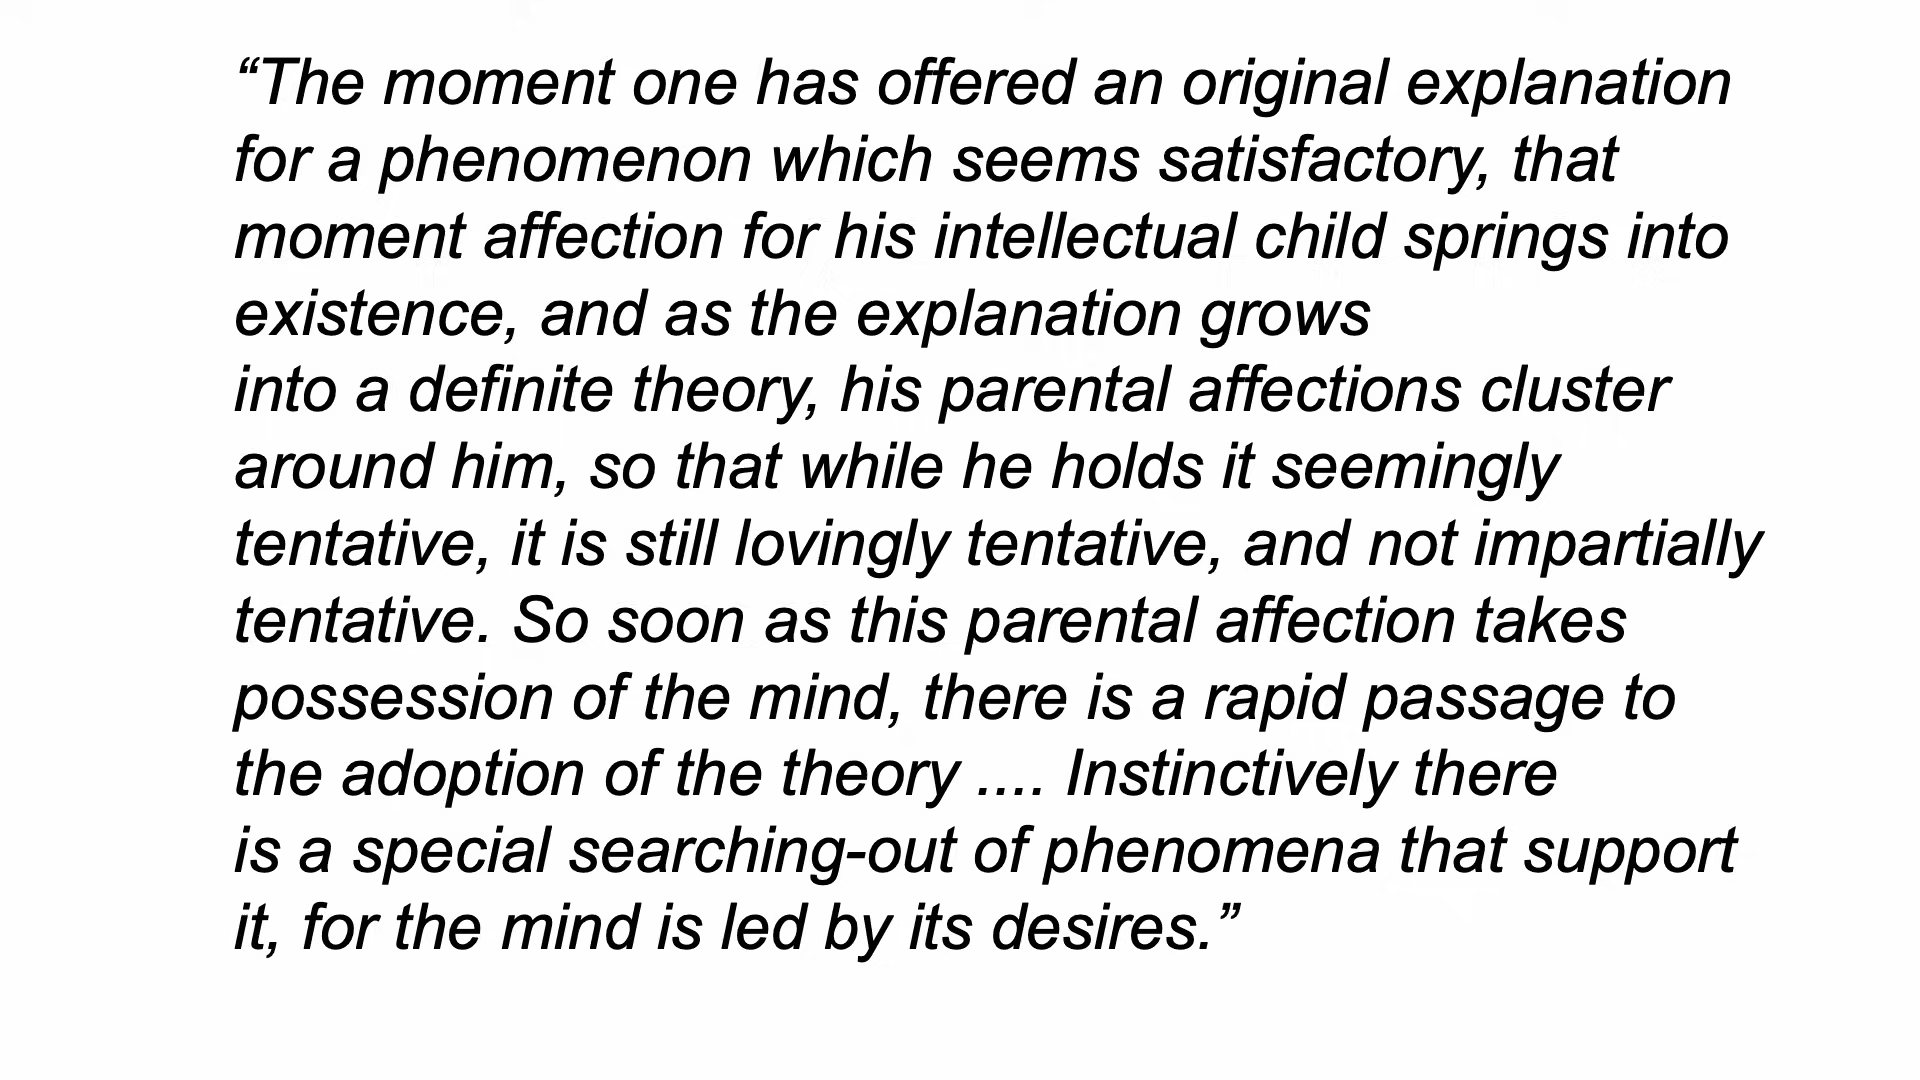 “The moment one has offered an original explanation
for a phenomenon which seems satisfactory, that
moment affection for his intellectual child springs into
existence, and as the explanation grows
into a definite theory, his parental affections cluster
around him, so that while he holds it seemingly
tentative, it is still lovingly tentative, and not impartially
tentative. So soon as this parental affection takes
possession of the mind, there is a rapid passage to
the adoption of the theory .... Instinctively there
is a special searching-out of phenomena that support
it, for the mind is led by its desires.”